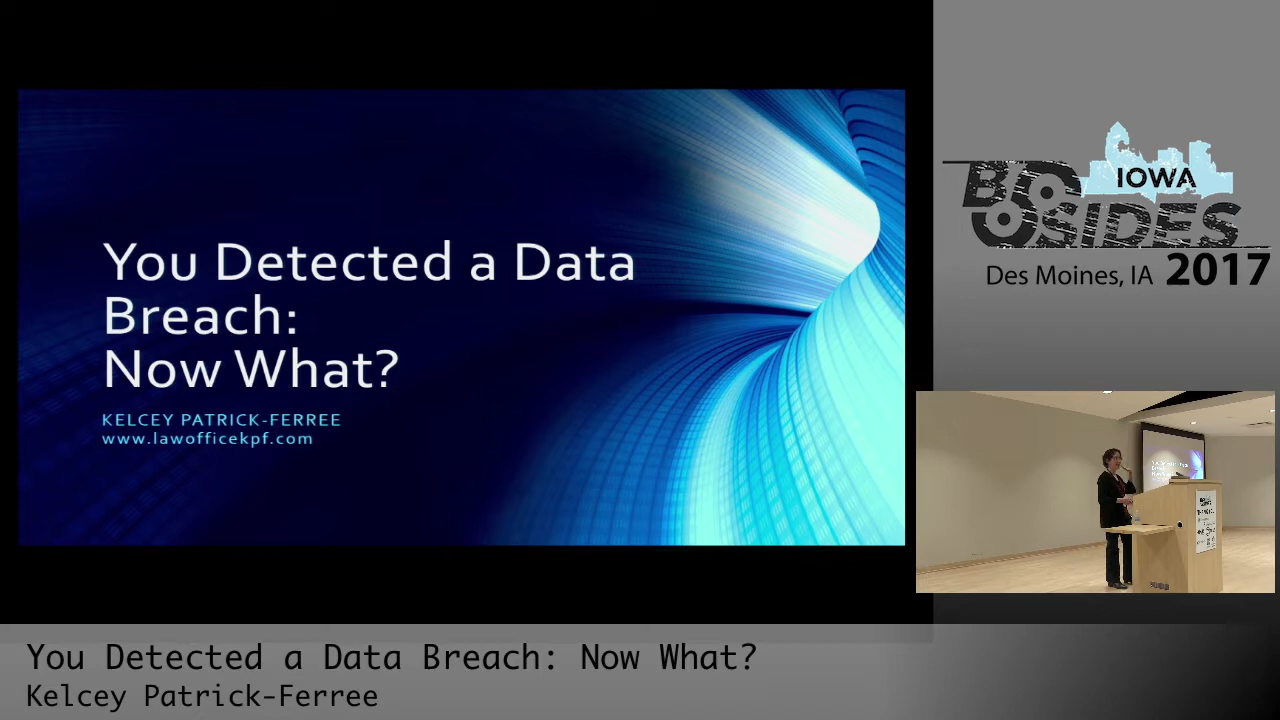 You Detected a Data
Breach:
Now What?
KELCEY PATRICK-FERREE
www.lawofficekpf.com
IOWA
BSIDES
Des Moines, IA 2017
You Detected a Data Breach: Now What?
Kelcey Patrick-Ferree